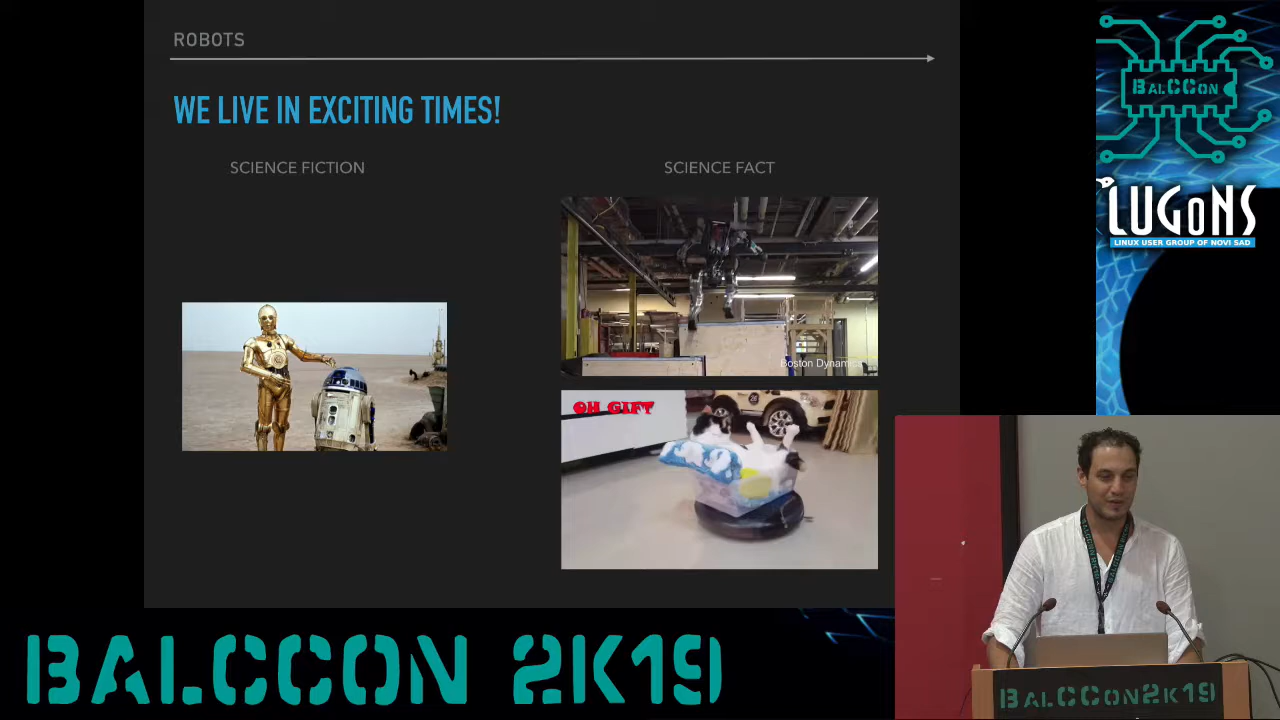 ROBOTS
WE LIVE IN EXCITING TIMES!
SCIENCE FICTION
SCIENCE FACT
Boston Dynamics
OH GIFT
BALCCON
LUGONS
LINUX USER GROUP OF NOVI SAD
BALCCON 2K19
BALCCON2K19